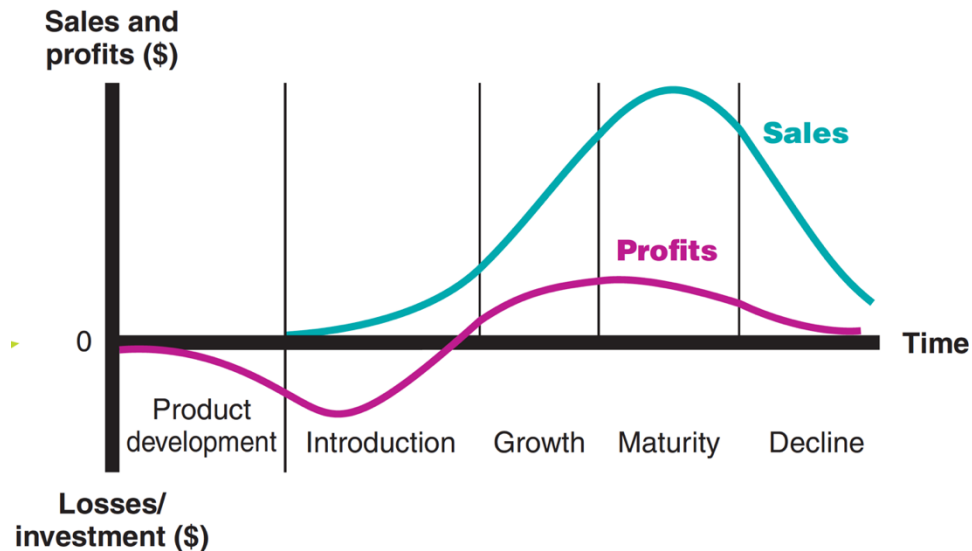 Sales and
profits ($)
Sales
Profits
0
Time
Product
development
Introduction
Growth
Maturity
Decline
Losses/
investment ($)